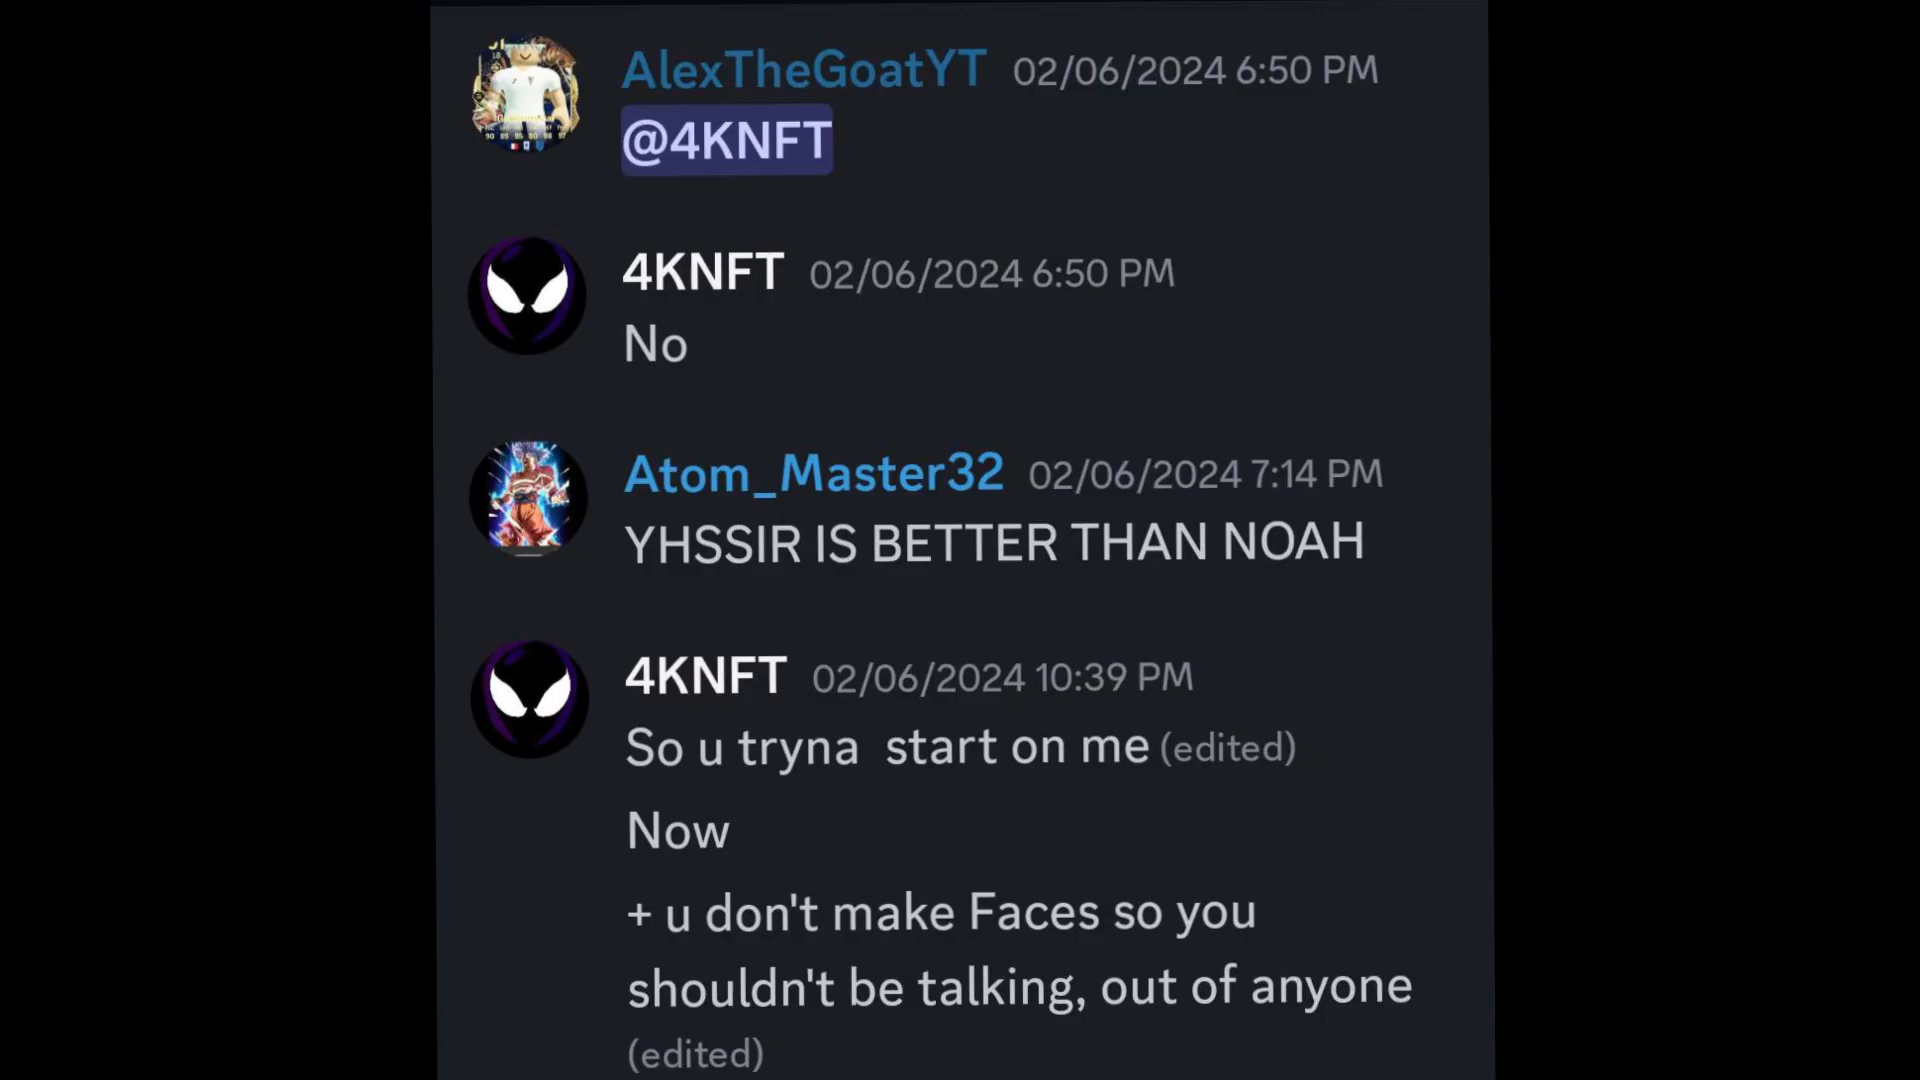 AlexTheGoatYT 02/06/2024 6:50 PM
@4KNFT
4KNFT 02/06/2024 6:50 PM
No
Atom_Master32 02/06/2024 7:14 PM
YHSSIR IS BETTER THAN NOAH
4KNFT 02/06/2024 10:39 PM
So u tryna  start on me (edited)
Now
+ u don't make Faces so you
shouldn't be talking, out of anyone
(edited)